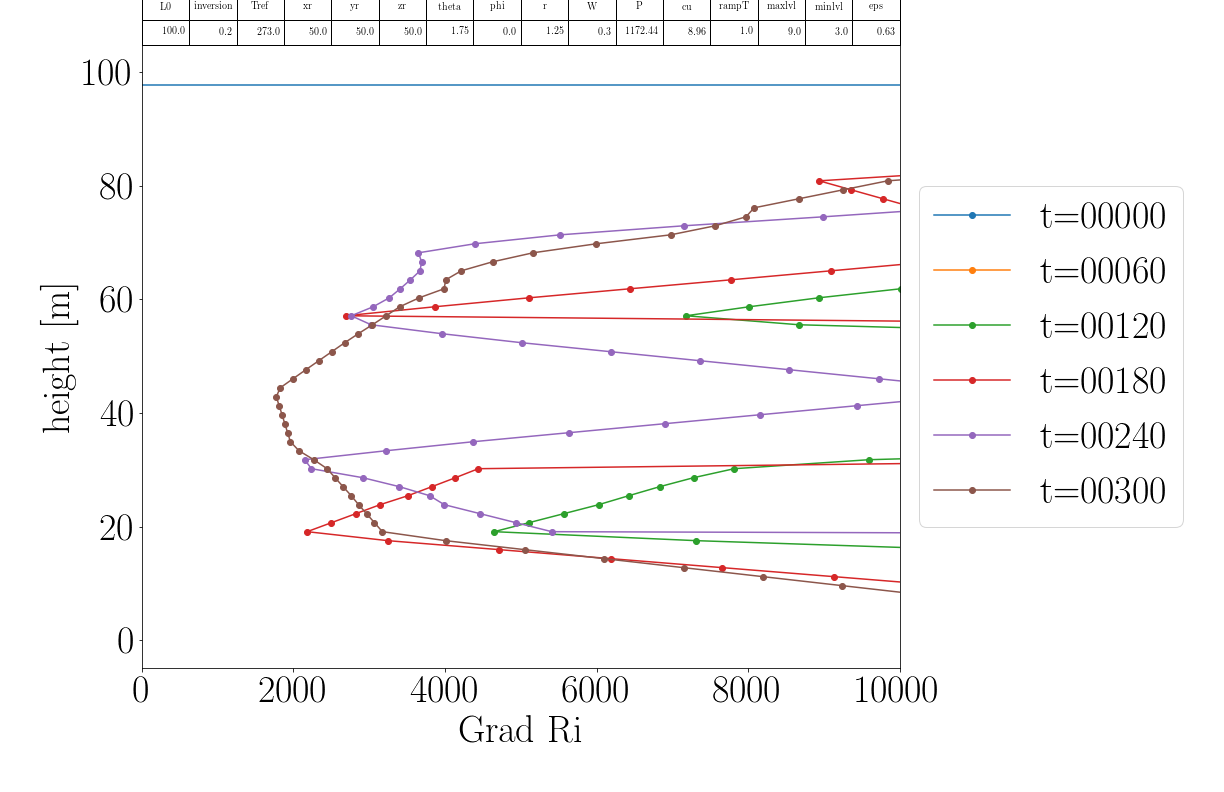 L0 inversion Tref xr yr zr theta phi r W P cu rampT maxlvl minlvl eps
100.0 0.2 273.0 50.0 50.0 50.0 1.75 0.0 1.25 0.3 1172.44 8.96 1.0 9.0 3.0 0.63
100
80
60
40
20
0
height [m]
0 2000 4000 6000 8000 10000
Grad Ri
t=00000
t=00060
t=00120
t=00180
t=00240
t=00300